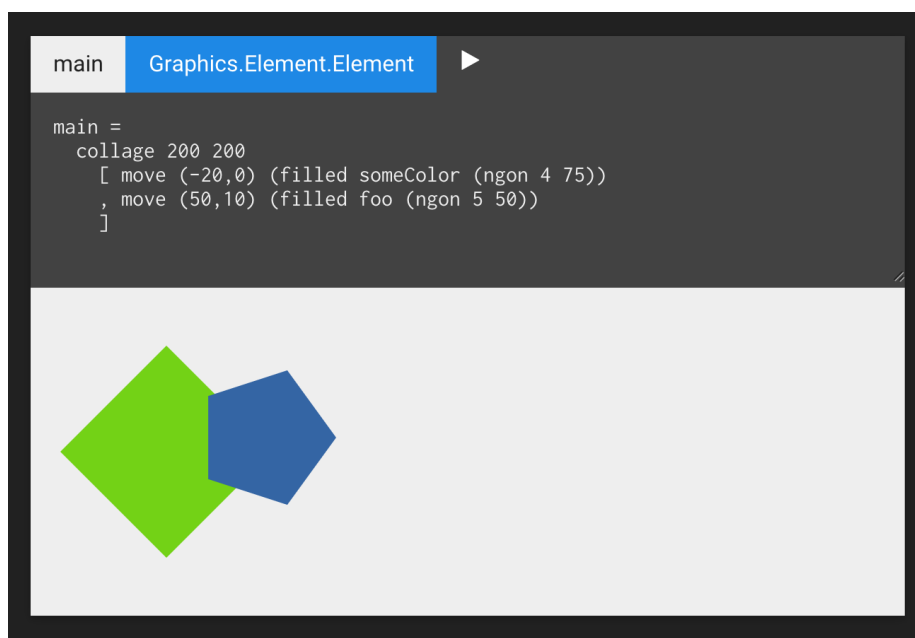 main Graphics.Element.Element
main =
  collage 200 200
    [ move (-20,0) (filled someColor (ngon 4 75))
    , move (50,10) (filled foo (ngon 5 50))
    ]